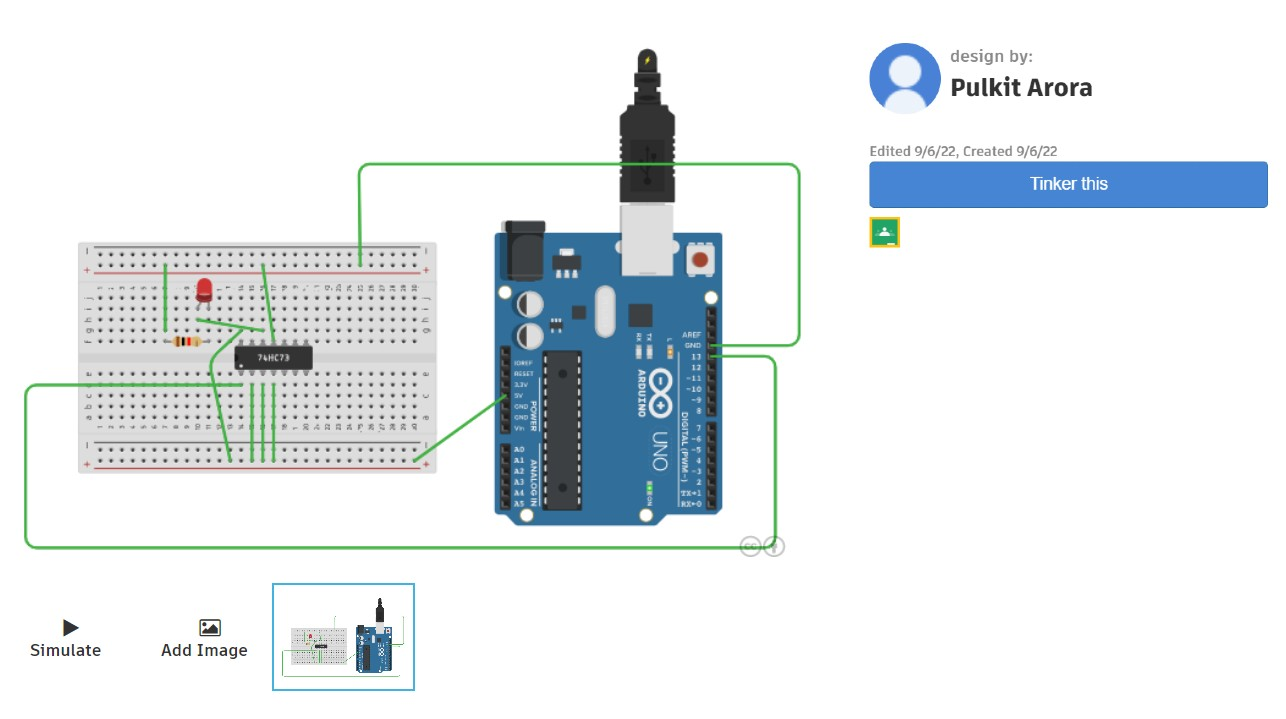 design by:
Pulkit Arora
Edited 9/6/22, Created 9/6/22
Tinker this
74HC73
AREF
GND
13
12
~11
~10
~9
8
7
~6
~5
4
~3
2
TX→1
RX←0
DIGITAL (PWM~)
IOREF
RESET
3.3V
5V
GND
GND
Vin
POWER
A0
A1
A2
A3
A4
A5
ANALOG IN
RX
TX
L
ARDUINO
UNO
ON
a
c
e
f
g
h
i
j
Simulate
Add Image